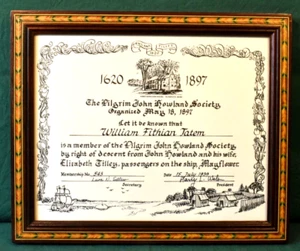 1620 1897
The Pilgrim John Howland Society
Organized May 18, 1897
Let it be known that
William Fithian Tatem
is a member of the Pilgrim John Howland Society,
by right of descent from John Howland and his wife,
Elizabeth Tilley, passengers on the ship, Mayflower.
Membership No. Date 15 July
Secretary President